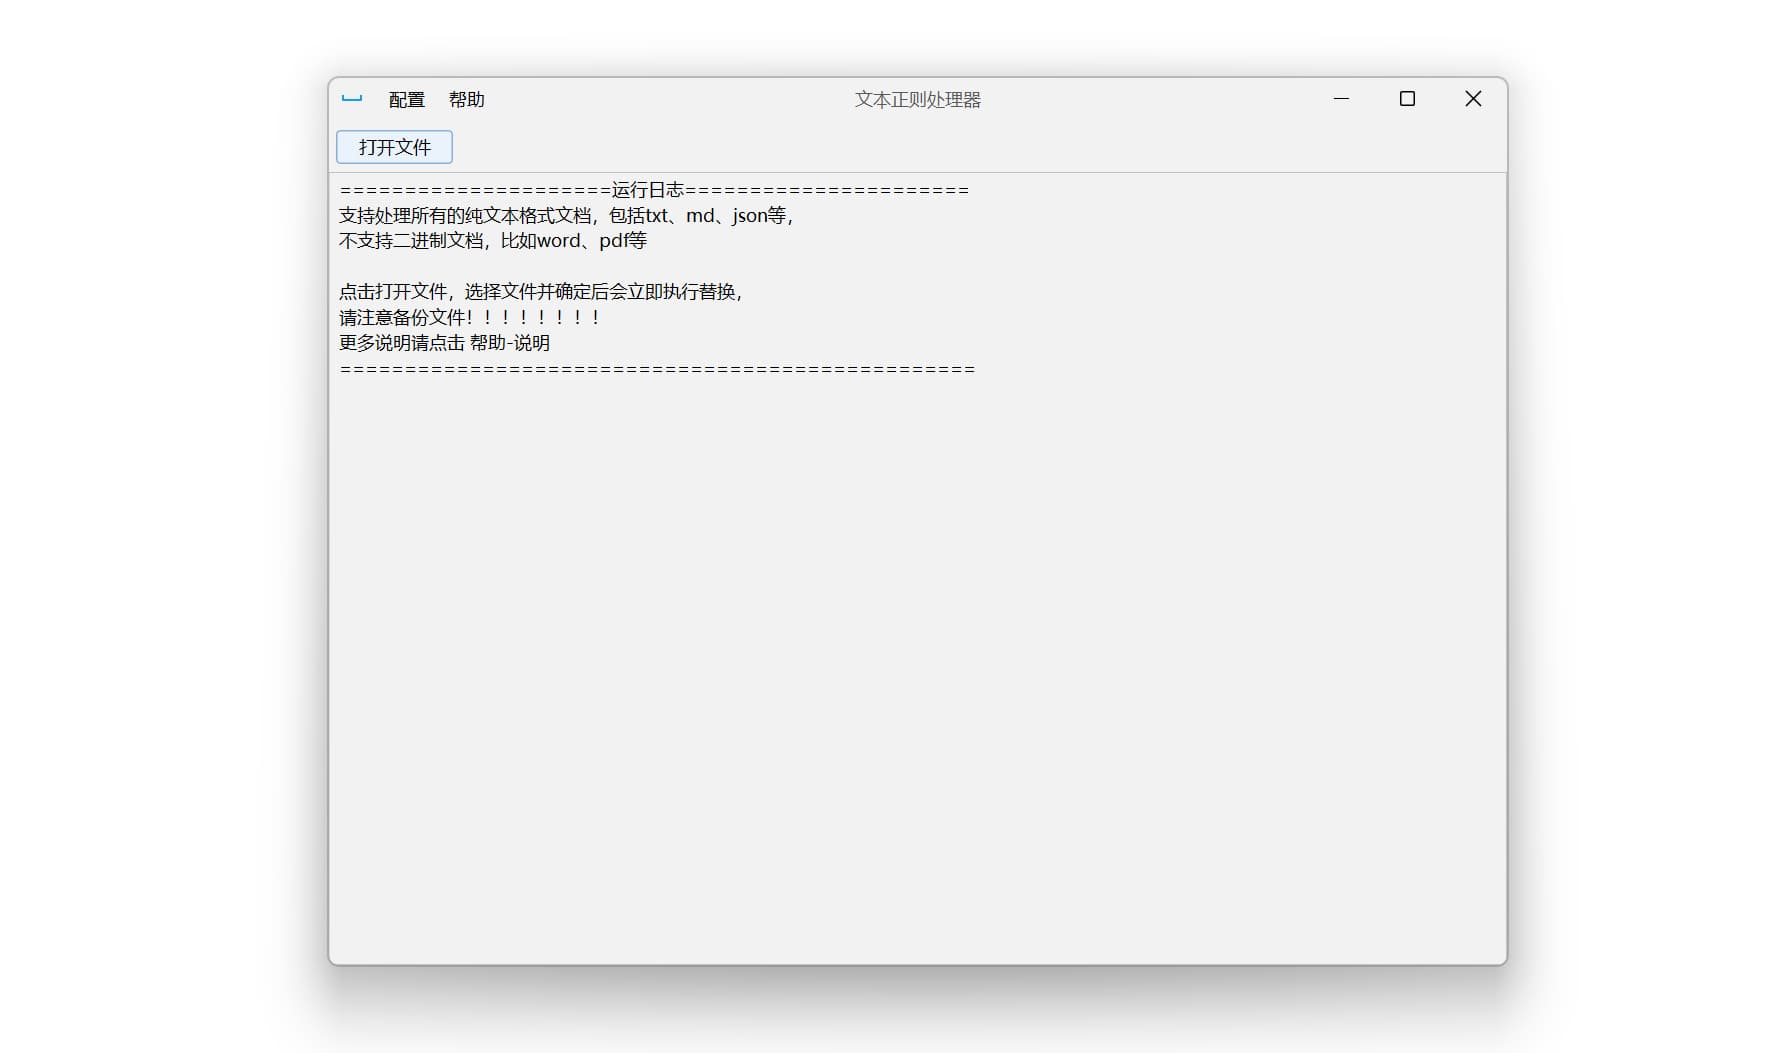 配置 帮助 文本正则处理器
打开文件
=====================运行日志======================
支持处理所有的纯文本格式文档，包括txt、md、json等，
不支持二进制文档，比如word、pdf等
点击打开文件，选择文件并确定后会立即执行替换，
请注意备份文件！！！！！！！！
更多说明请点击 帮助-说明
=================================================